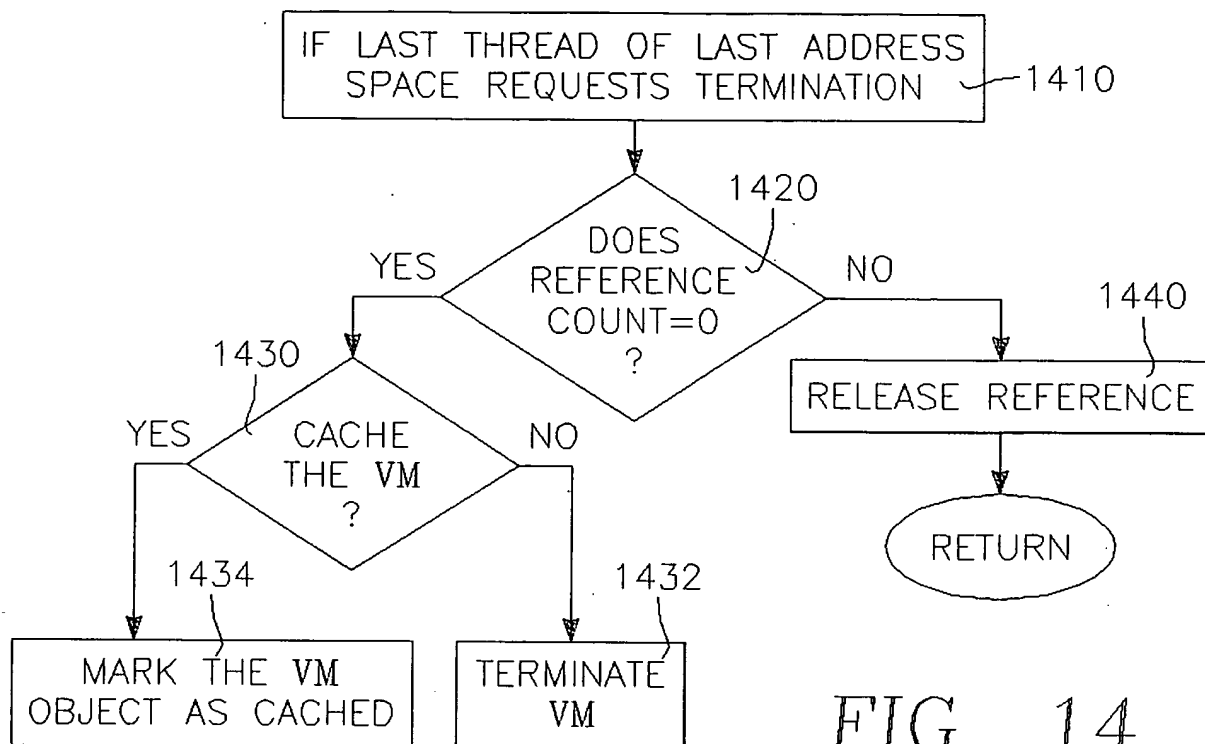 IF LAST THREAD OF LAST ADDRESS
SPACE REQUESTS TERMINATION
1410
1420
DOES
REFERENCE
COUNT=0
?
YES
NO
1440
RELEASE REFERENCE
RETURN
1430
CACHE
THE VM
?
YES
NO
1434
MARK THE VM
OBJECT AS CACHED
1432
TERMINATE
VM
FIG. 14